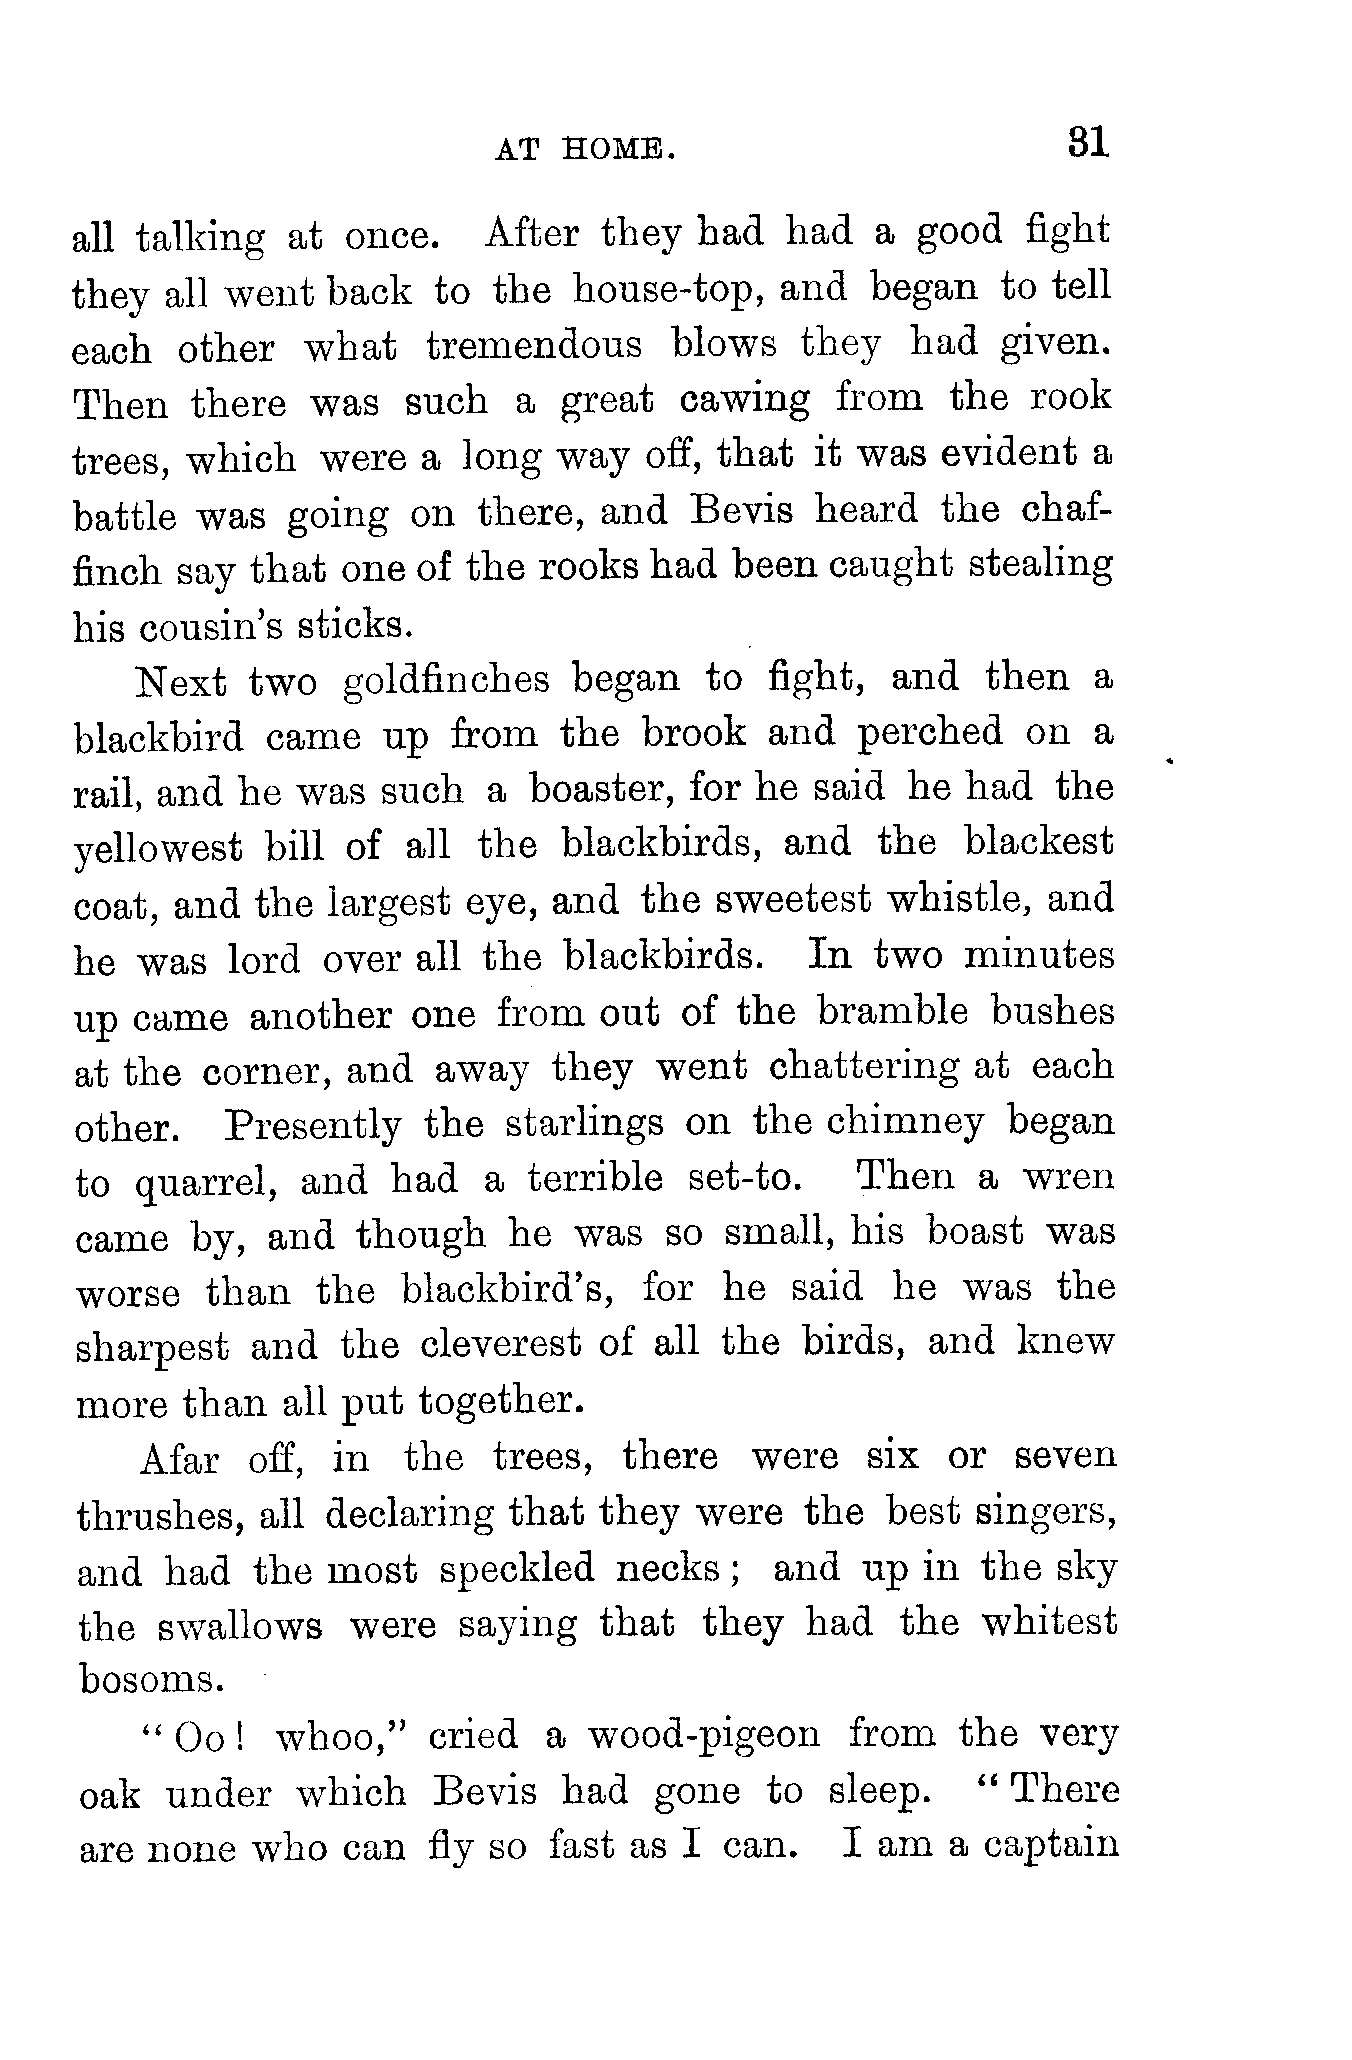 AT HOME. 31
all talking at once. After they had had a good fight
they all went back to the house-top, and began to tell
each other what tremendous blows they had given.
Then there was such a great cawing from the rook
trees, which were a long way off, that it was evident a
battle was going on there, and Bevis heard the chaf-
finch say that one of the rooks had been caught stealing
his cousin's sticks.
Next two goldfinches began to fight, and then a
blackbird came up from the brook and perched on a
rail, and he was such a boaster, for he said he had the
yellowest bill of all the blackbirds, and the blackest
coat, and the largest eye, and the sweetest whistle, and
he was lord over all the blackbirds. In two minutes
up came another one from out of the bramble bushes
at the corner, and away they went chattering at each
other. Presently the starlings on the chimney began
to quarrel, and had a terrible set-to. Then a wren
came by, and though he was so small, his boast was
worse than the blackbird's, for he said he was the
sharpest and the cleverest of all the birds, and knew
more than all put together.
Afar off, in the trees, there were six or seven
thrushes, all declaring that they were the best singers,
and had the most speckled necks; and up in the sky
the swallows were saying that they had the whitest
bosoms.
"Oo! whoo," cried a wood-pigeon from the very
oak under which Bevis had gone to sleep. "There
are none who can fly so fast as I can. I am a captain